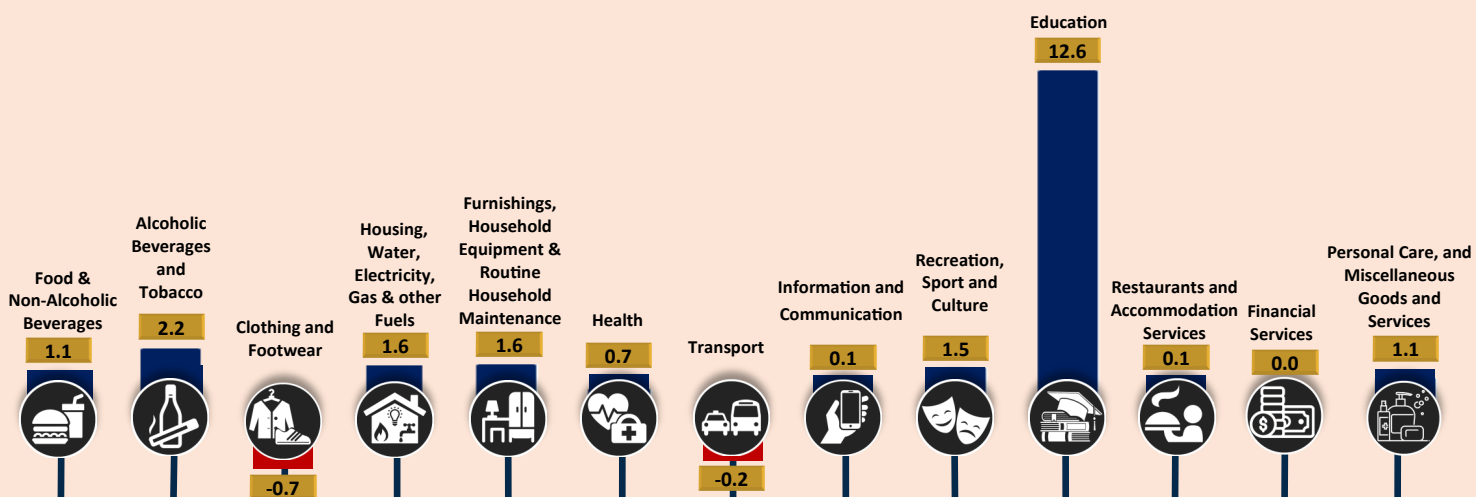 Food &
Non-Alcoholic
Beverages
1.1
Alcoholic
Beverages
and
Tobacco
2.2
Clothing and
Footwear
-0.7
Housing,
Water,
Electricity,
Gas & other
Fuels
1.6
Furnishings,
Household
Equipment &
Routine
Household
Maintenance
1.6
Health
0.7
Transport
-0.2
Information and
Communication
0.1
Recreation,
Sport and
Culture
1.5
Education
12.6
Restaurants and
Accommodation
Services
0.1
Financial
Services
0.0
Personal Care, and
Miscellaneous
Goods and
Services
1.1